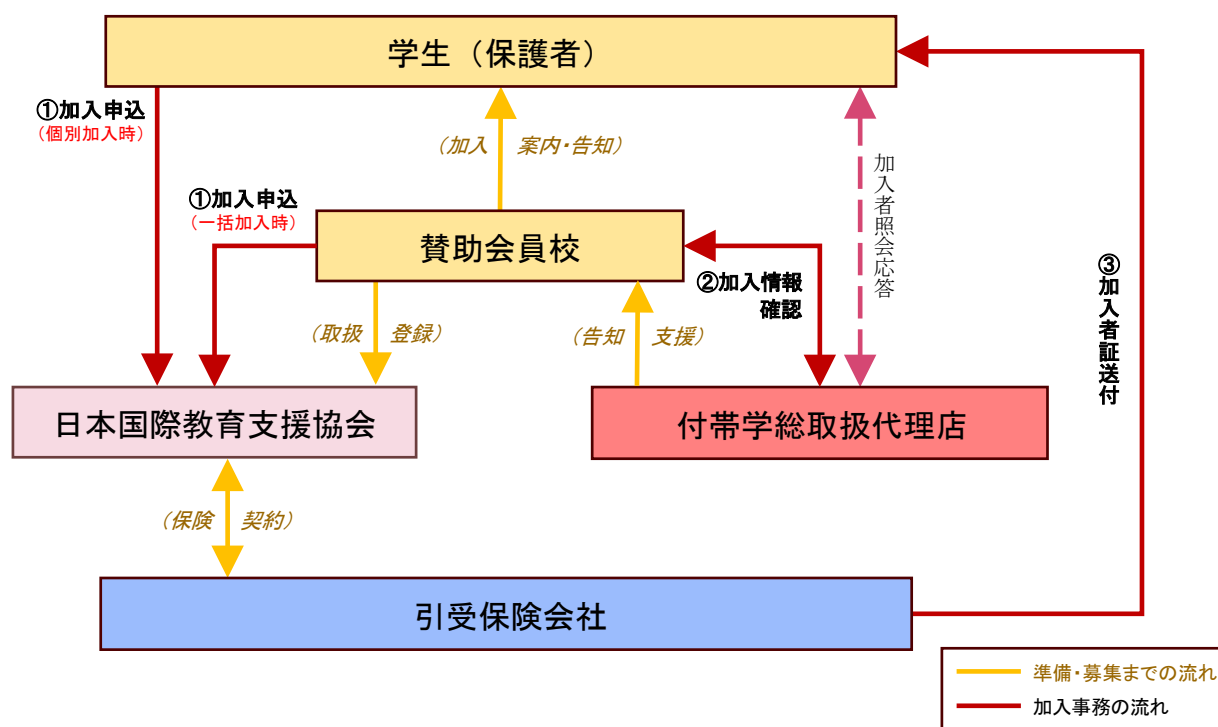 学生（保護者）
①加入申込
（個別加入時）
（加入　案内・告知）
加入者照会応答
①加入申込
（一括加入時）
賛助会員校
②加入情報
確認
③加入者証送付
（取扱　登録）
（告知　支援）
日本国際教育支援協会
付帯学総取扱代理店
（保険　契約）
引受保険会社
準備・募集までの流れ
加入事務の流れ